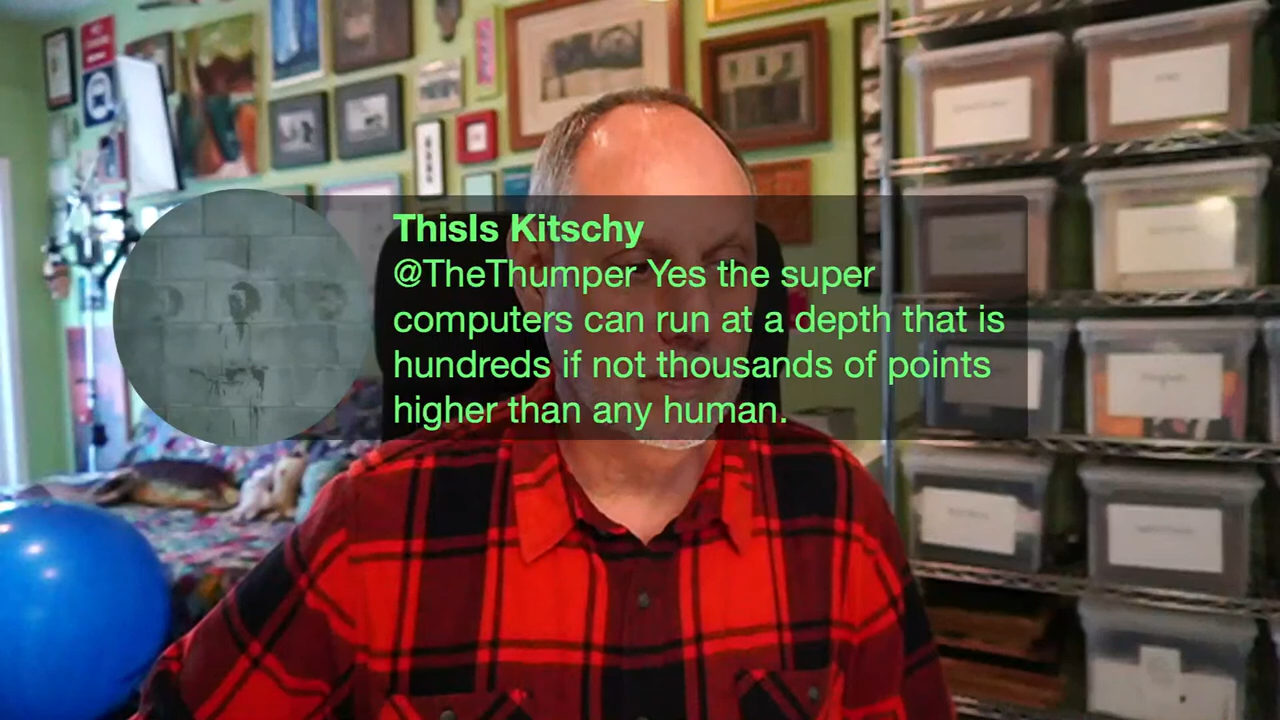 ThisIs Kitschy
@TheThumper Yes the super
computers can run at a depth that is
hundreds if not thousands of points
higher than any human.